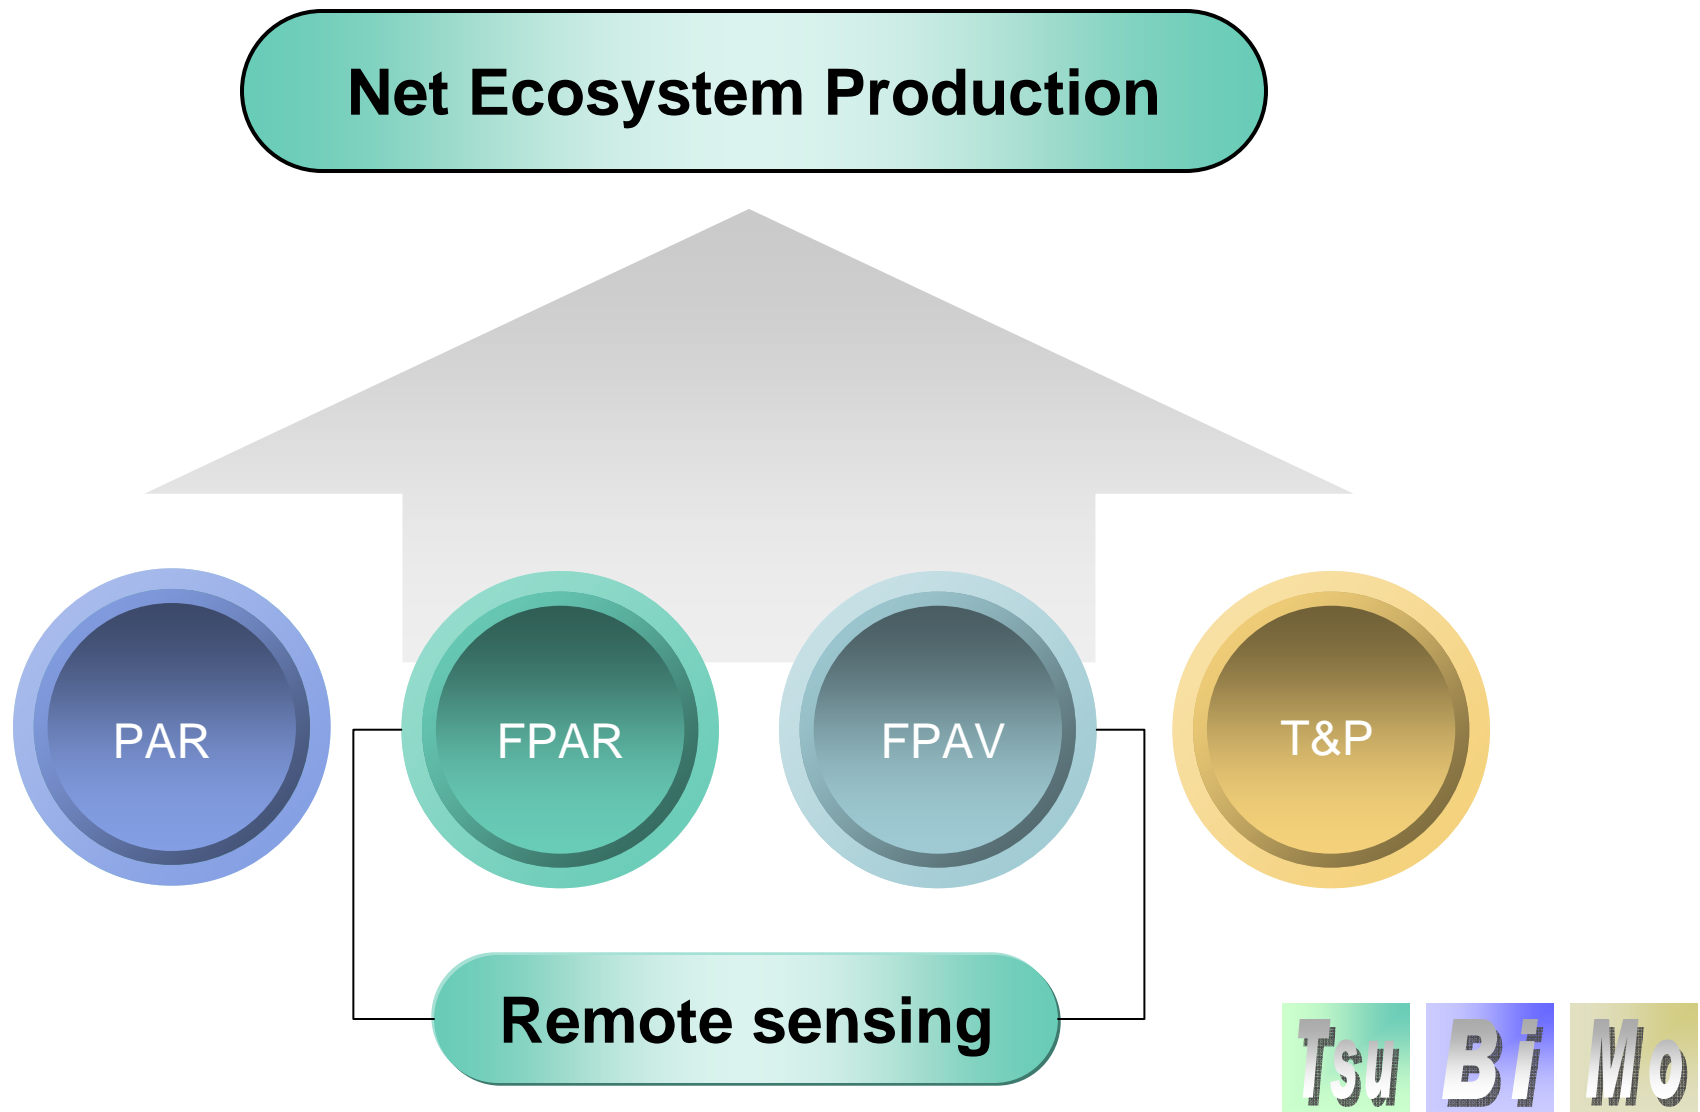 Net Ecosystem Production
PAR
FPAR
FPAV
T&P
Remote sensing
Tsu Bi Mo